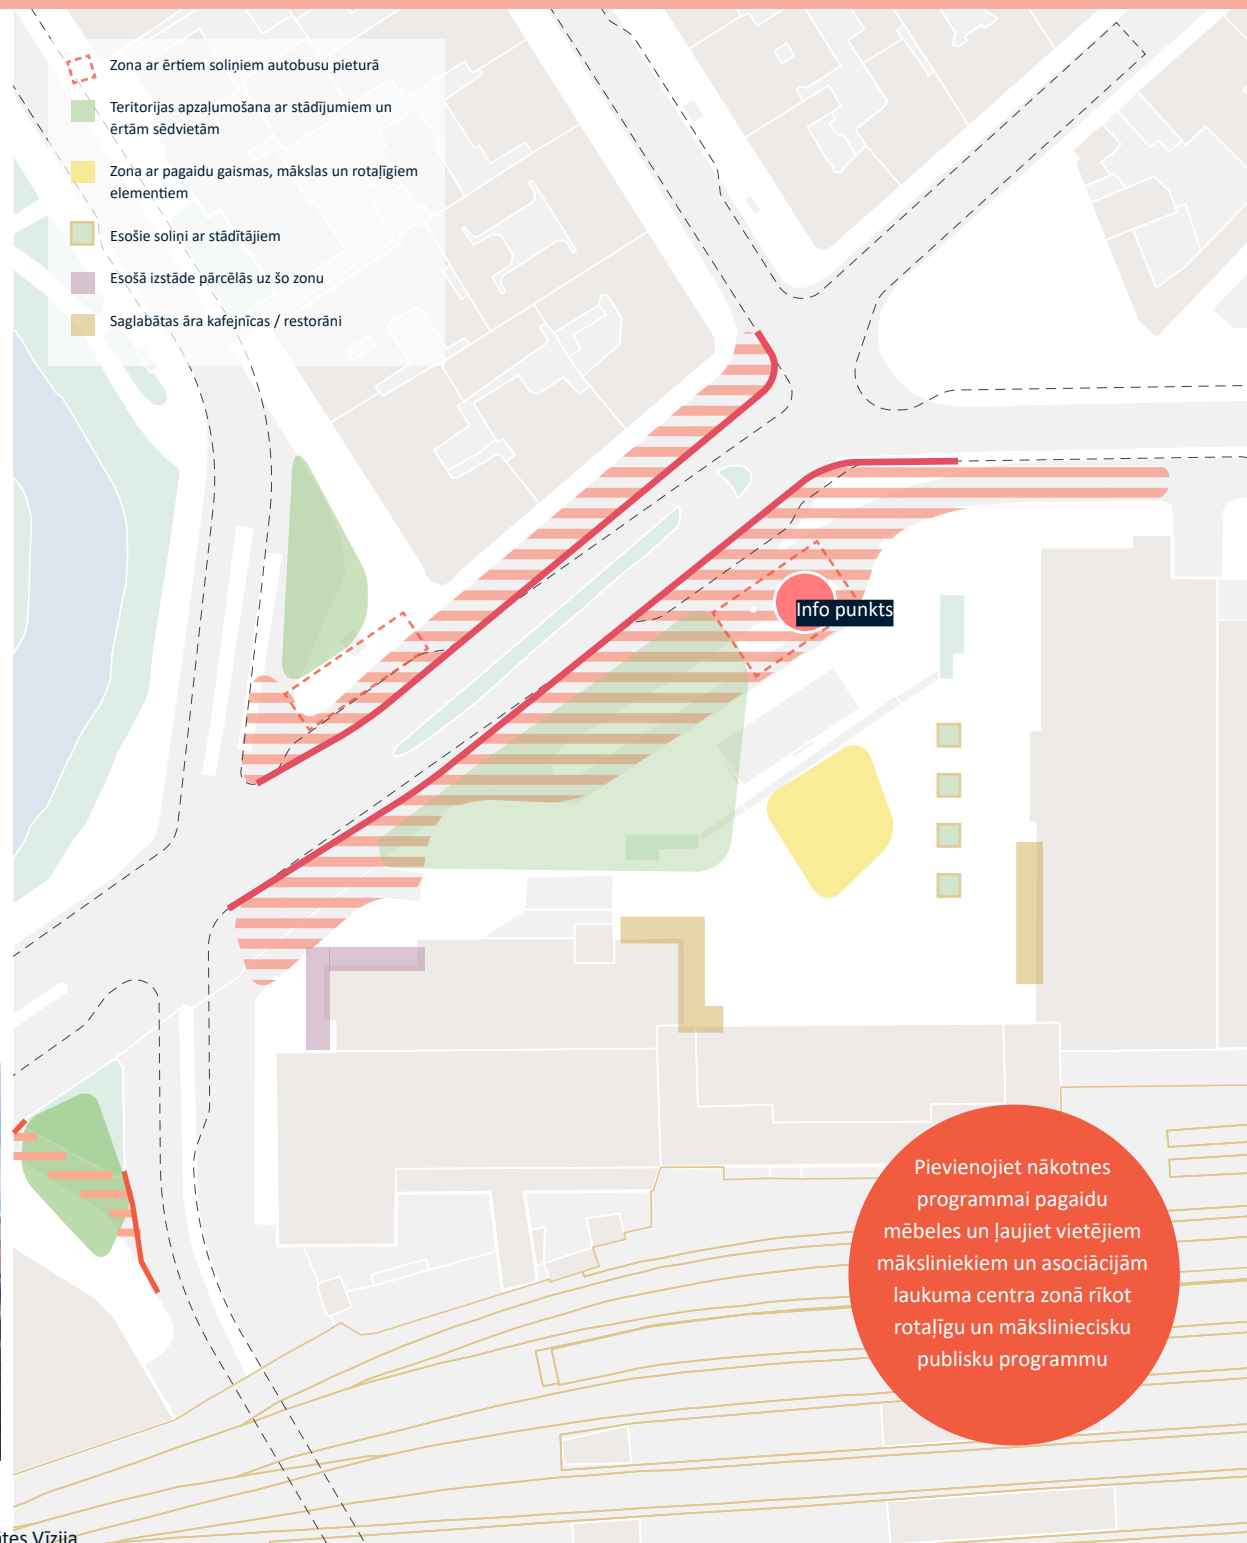 Zona ar ērtiem soliņiem autobusu pieturā
Teritorijas apzaļumošana ar stādījumiem un
ērtām sēdvietām
Zona ar pagaidu gaismas, mākslas un rotaļīgiem
elementiem
Esošie soliņi ar stādītājiem
Esošā izstāde pārcēlās uz šo zonu
Saglabātas āra kafejnīcas / restorāni
Info punkts
Pievienojiet nākotnes
programmai pagaidu
mēbeles un ļaujiet vietējiem
māksliniekiem un asociācijām
laukuma centra zonā rīkot
rotaļīgu un māksliniecisku
publisku programmu
Vīzija